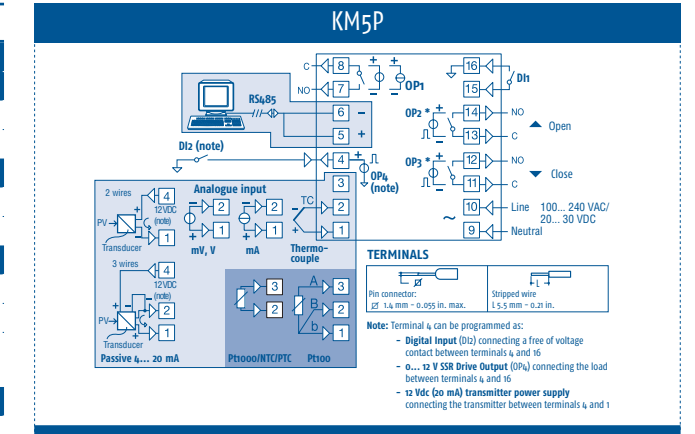 KM5P
C
8
+
+
OP1
NO
7
-
-
16
DI1
15
RS485
6
-
5
+
OP2 *
+
14
NO
-
13
C
Open
DI2 (note)
4
+
-
OP4
(note)
OP3 *
+
12
NO
-
11
C
Close
3
TC
2
1
10
Line
100... 240 VAC/
20... 30 VDC
~
9
Neutral
2 wires
4
12 VDC
(note)
PV
+
-
1
Transducer
Analogue input
2
1
+
mV, V
2
1
+
mA
Thermo-
couple
3 wires
4
12 VDC
(note)
+
-
-
+
2
1
PV
Transducer
Passive 4... 20 mA
3
2
Pt1000/NTC/PTC
A
3
B
2
b
1
Pt100
TERMINALS
Pin connector:
Ø 1.4 mm - 0.055 in. max.
L
Stripped wire
L 5.5 mm - 0.21 in.
Note: Terminal 4 can be programmed as:
- Digital Input (DI2) connecting a free of voltage
contact between terminals 4 and 16
- 0... 12 V SSR Drive Output (OP4) connecting the load
between terminals 4 and 16
- 12 Vdc (20 mA) transmitter power supply
connecting the transmitter between terminals 4 and 1